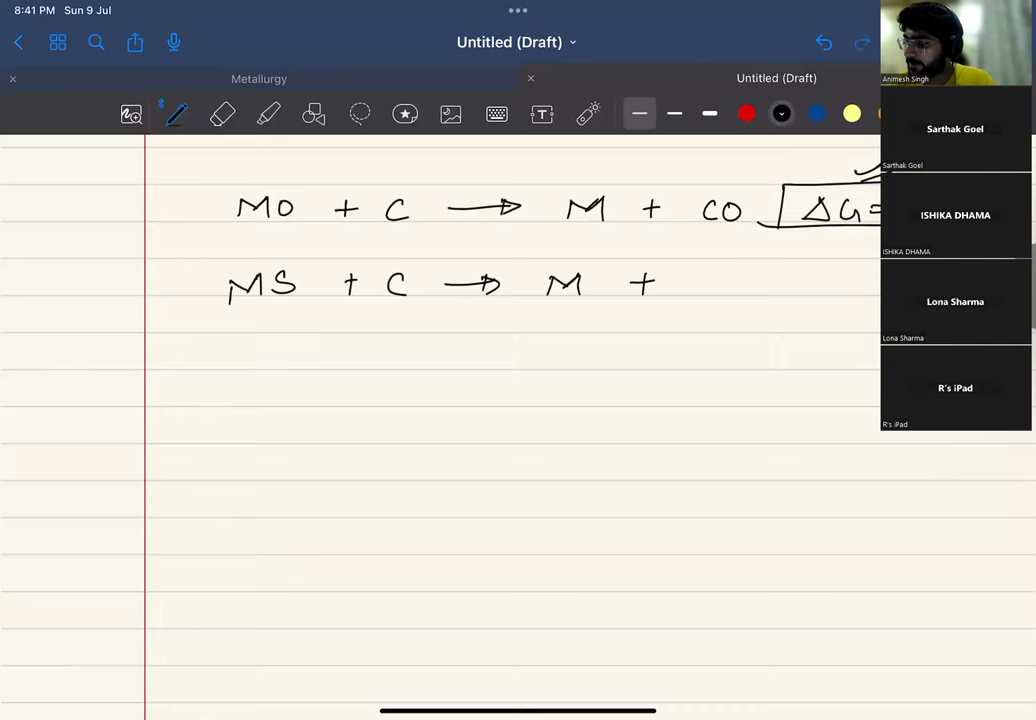 8:41 PM Sun 9 Jul
Untitled (Draft)
Metallurgy
Untitled (Draft)
Animesh Singh
MO + C → M + CO ΔG=
MS + C → M +
Sarthak Goel
Sarthak Goel
ISHIKA DHAMA
ISHIKA DHAMA
Lona Sharma
Lona Sharma
R's iPad
R's iPad